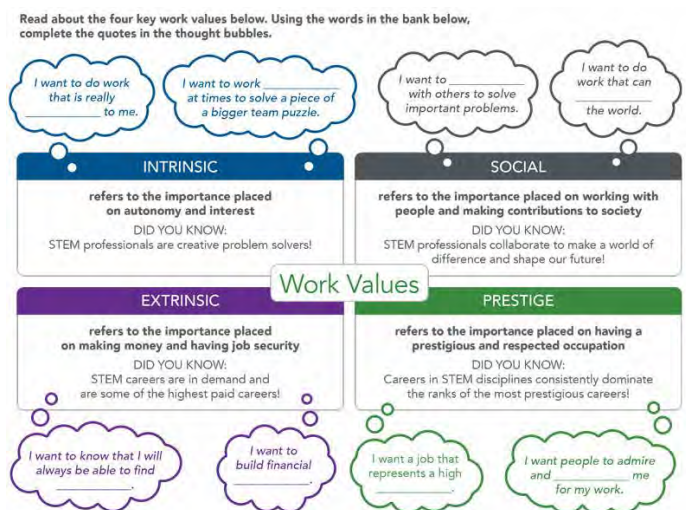 Read about the four key work values below. Using the words in the bank below,
complete the quotes in the thought bubbles.
I want to do work
that is really
____________ to me.
I want to work ______________
at times to solve a piece of
a bigger team puzzle.
I want to ____________
with others to solve
important problems.
I want to do
work that can
____________
the world.
INTRINSIC
refers to the importance placed
on autonomy and interest
DID YOU KNOW:
STEM professionals are creative problem solvers!
SOCIAL
refers to the importance placed on working with
people and making contributions to society
DID YOU KNOW:
STEM professionals collaborate to make a world of
difference and shape our future!
Work Values
EXTRINSIC
refers to the importance placed
on making money and having job security
DID YOU KNOW:
STEM careers are in demand and
are some of the highest paid careers!
PRESTIGE
refers to the importance placed on having a
prestigious and respected occupation
DID YOU KNOW:
Careers in STEM disciplines consistently dominate
the ranks of the most prestigious careers!
I want to know that I will
always be able to find
____________.
I want to
build financial
____________.
I want a job that
represents a high
____________.
I want people to admire
and ____________ me
for my work.